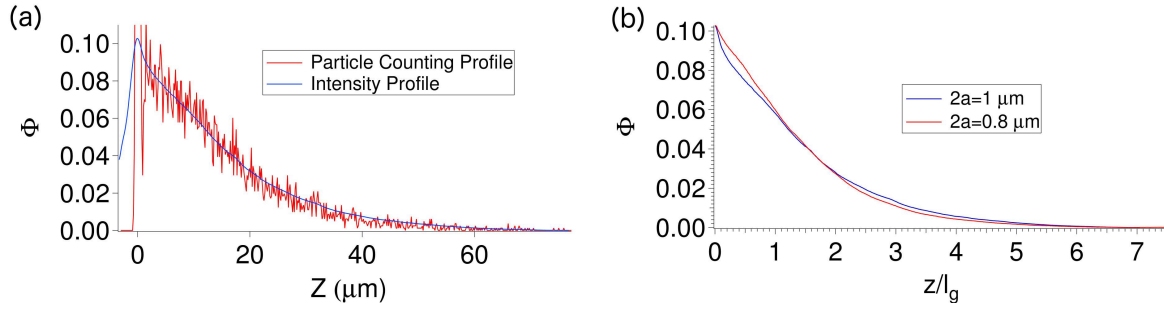 (a)
0.10
0.08
0.06
0.04
0.02
0.00
Φ
0
20
40
60
Z (μm)
Particle Counting Profile
Intensity Profile
(b)
0.10
0.08
0.06
0.04
0.02
0.00
Φ
0
1
2
3
4
5
6
7
z/lg
2a=1 μm
2a=0.8 μm